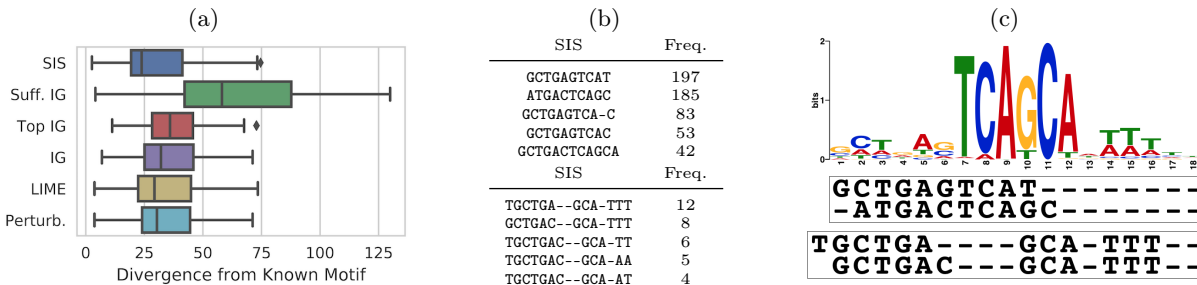 (a)
SIS
Suff. IG
Top IG
IG
LIME
Perturb.
0 25 50 75 100 125
Divergence from Known Motif
(b)
SIS Freq.
GCTGAGTCAT 197
ATGACTCAGC 185
GCTGAGTCA-C 83
GCTGAGTCAC 53
GCTGACTCAGCA 42
SIS Freq.
TGCTGA--GCA-TTT 12
GCTGAC--GCA-TTT 8
TGCTGAC--GCA-TT 6
TGCTGAC--GCA-AA 5
TGCTGAC--GCA-AT 4
(c)
2
1
0
bits
TCAGCA
1 2 3 4 5 6 7 8 9 10 11 12 13 14 15 16 17 18
GCTGAGTCAT--------
-ATGACTCAGC-------
TGCTGA----GCA-TTT--
GCTGAC---GCA-TTT--